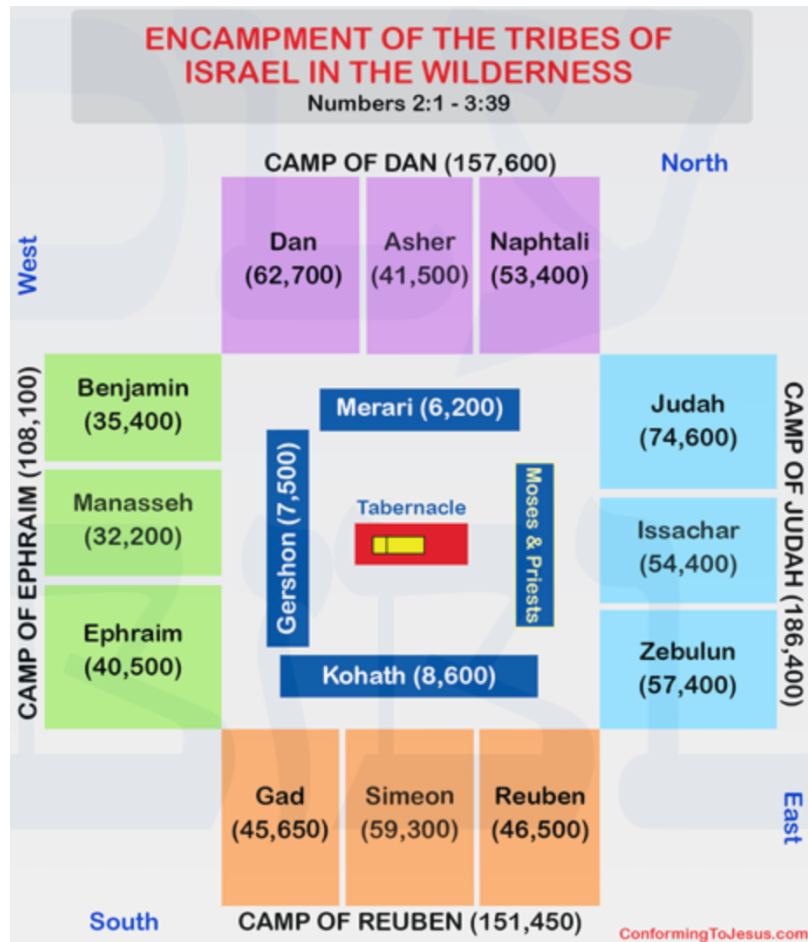 ENCAMPMENT OF THE TRIBES OF
ISRAEL IN THE WILDERNESS
Numbers 2:1 - 3:39
CAMP OF DAN (157,600)
North
West
Dan
(62,700)
Asher
(41,500)
Naphtali
(53,400)
CAMP OF EPHRAIM (108,100)
Benjamin
(35,400)
Manasseh
(32,200)
Ephraim
(40,500)
Merari (6,200)
Gershon (7,500)
Tabernacle
Moses & Priests
Kohath (8,600)
Judah
(74,600)
Issachar
(54,400)
Zebulun
(57,400)
CAMP OF JUDAH (186,400)
Gad
(45,650)
Simeon
(59,300)
Reuben
(46,500)
East
South
CAMP OF REUBEN (151,450)
ConformingToJesus.com